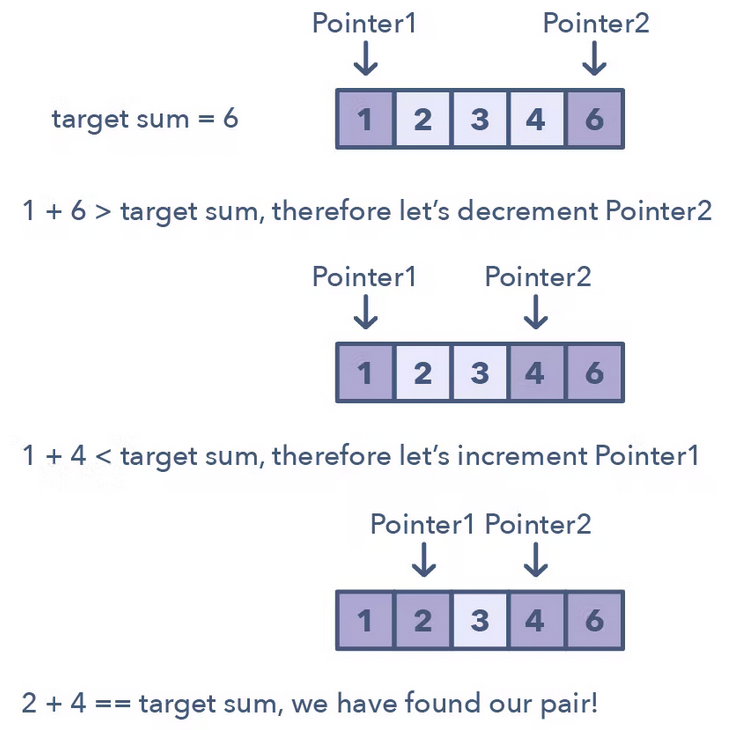 Pointer1 Pointer2
target sum = 6 1 2 3 4 6
1 + 6 > target sum, therefore let's decrement Pointer2
Pointer1 Pointer2
1 2 3 4 6
1 + 4 < target sum, therefore let's increment Pointer1
Pointer1 Pointer2
1 2 3 4 6
2 + 4 == target sum, we have found our pair!